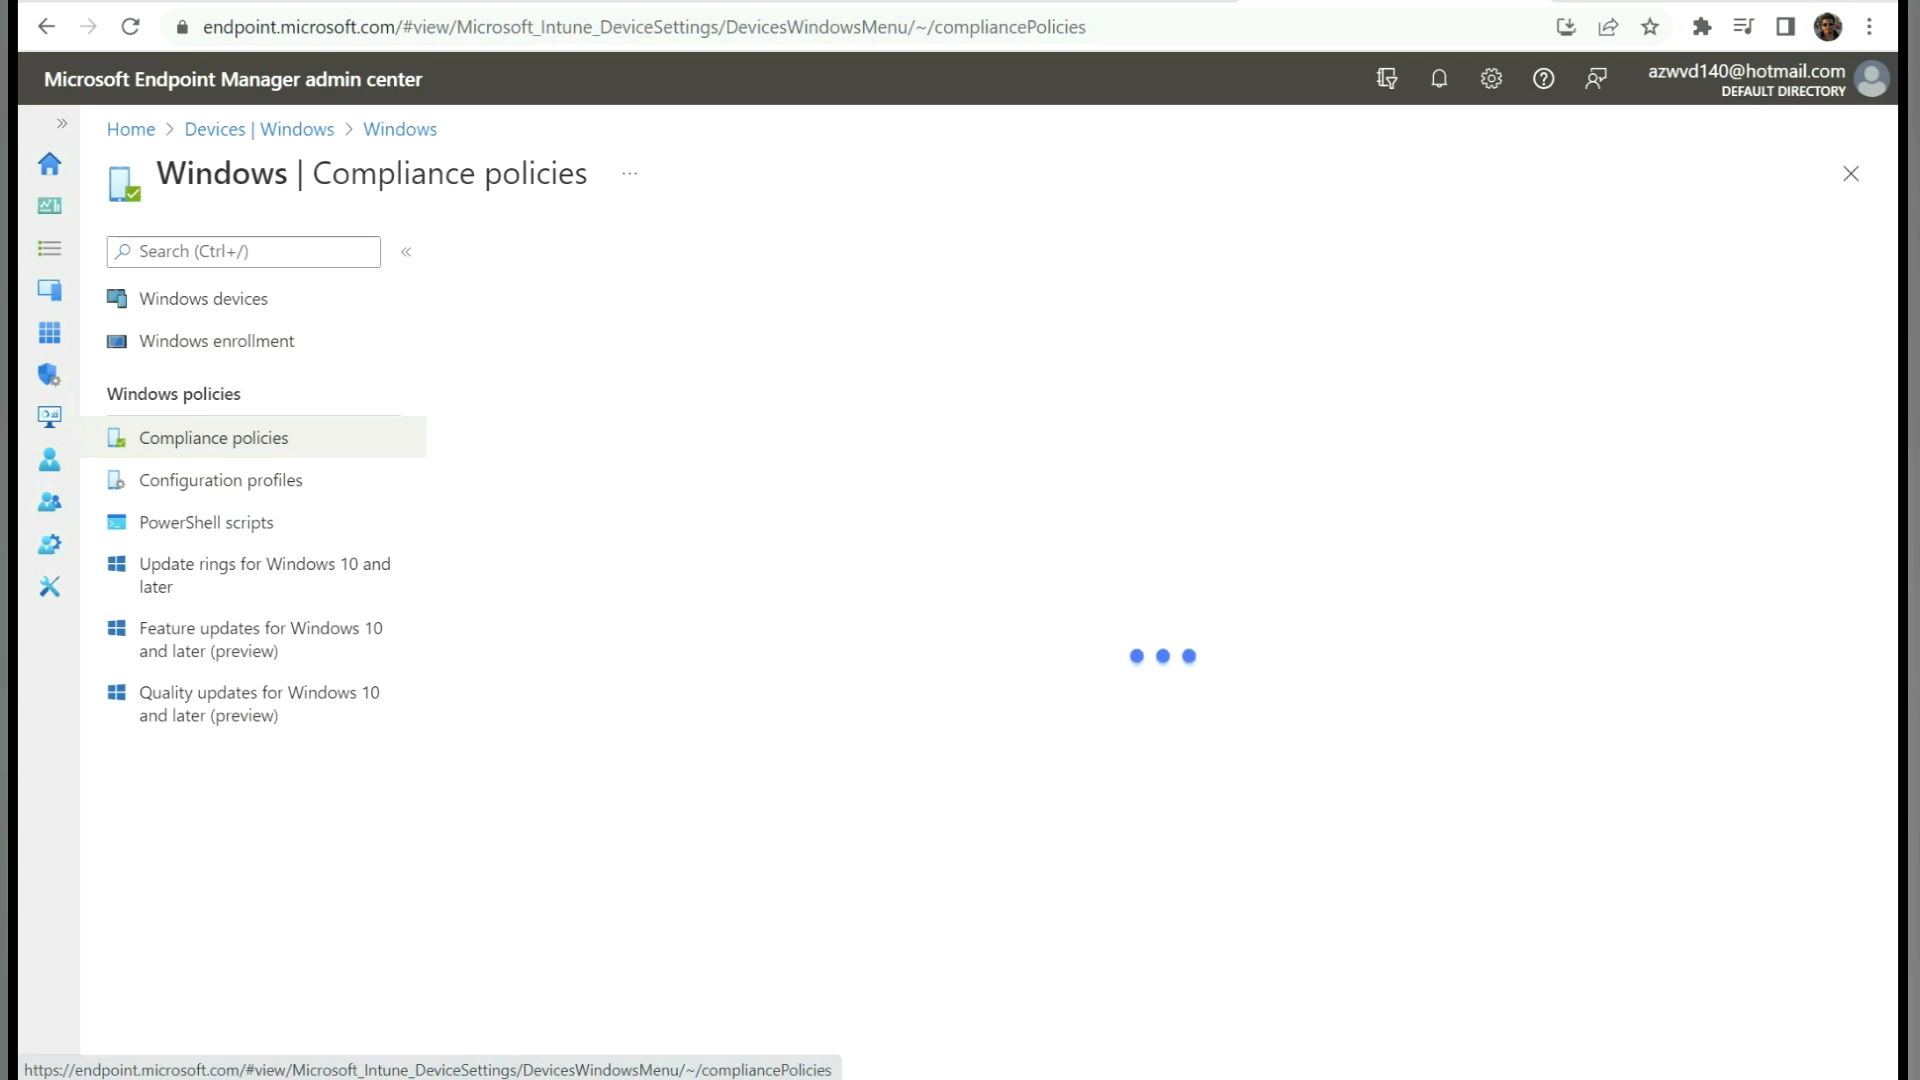 endpoint.microsoft.com/#view/Microsoft_Intune_DeviceSettings/DevicesWindowsMenu/~/compliancePolicies
Microsoft Endpoint Manager admin center
azwvd140@hotmail.com
DEFAULT DIRECTORY
Home > Devices | Windows > Windows
Windows | Compliance policies ...
Search (Ctrl+/)
Windows devices
Windows enrollment
Windows policies
Compliance policies
Configuration profiles
PowerShell scripts
Update rings for Windows 10 and
later
Feature updates for Windows 10
and later (preview)
Quality updates for Windows 10
and later (preview)
https://endpoint.microsoft.com/#view/Microsoft_Intune_DeviceSettings/DevicesWindowsMenu/~/compliancePolicies